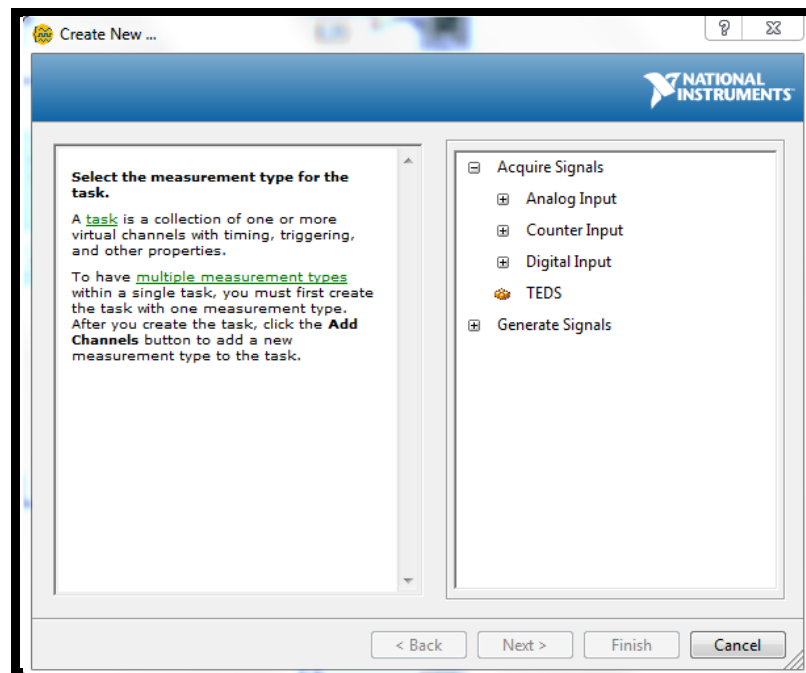 Create New ...
NATIONAL
INSTRUMENTS
Select the measurement type for the
task.
A task is a collection of one or more
virtual channels with timing, triggering,
and other properties.
To have multiple measurement types
within a single task, you must first create
the task with one measurement type.
After you create the task, click the Add
Channels button to add a new
measurement type to the task.
Acquire Signals
Analog Input
Counter Input
Digital Input
TEDS
Generate Signals
< Back
Next >
Finish
Cancel